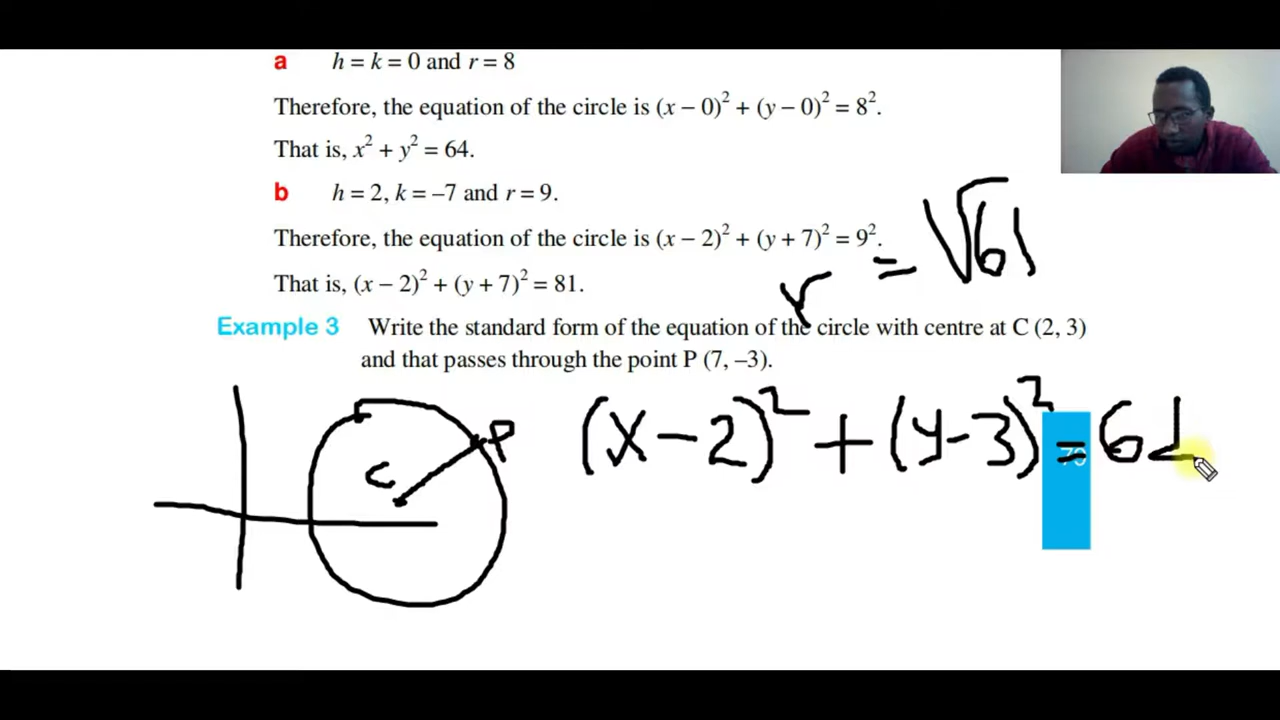 a h = k = 0 and r = 8
Therefore, the equation of the circle is (x – 0)² + (y – 0)² = 8².
That is, x² + y² = 64.
b h = 2, k = –7 and r = 9.
Therefore, the equation of the circle is (x – 2)² + (y + 7)² = 9².
That is, (x – 2)² + (y + 7)² = 81.
r = √61
Example 3 Write the standard form of the equation of the circle with centre at C (2, 3)
and that passes through the point P (7, –3).
C P
(x - 2)² + (y - 3)² = 61